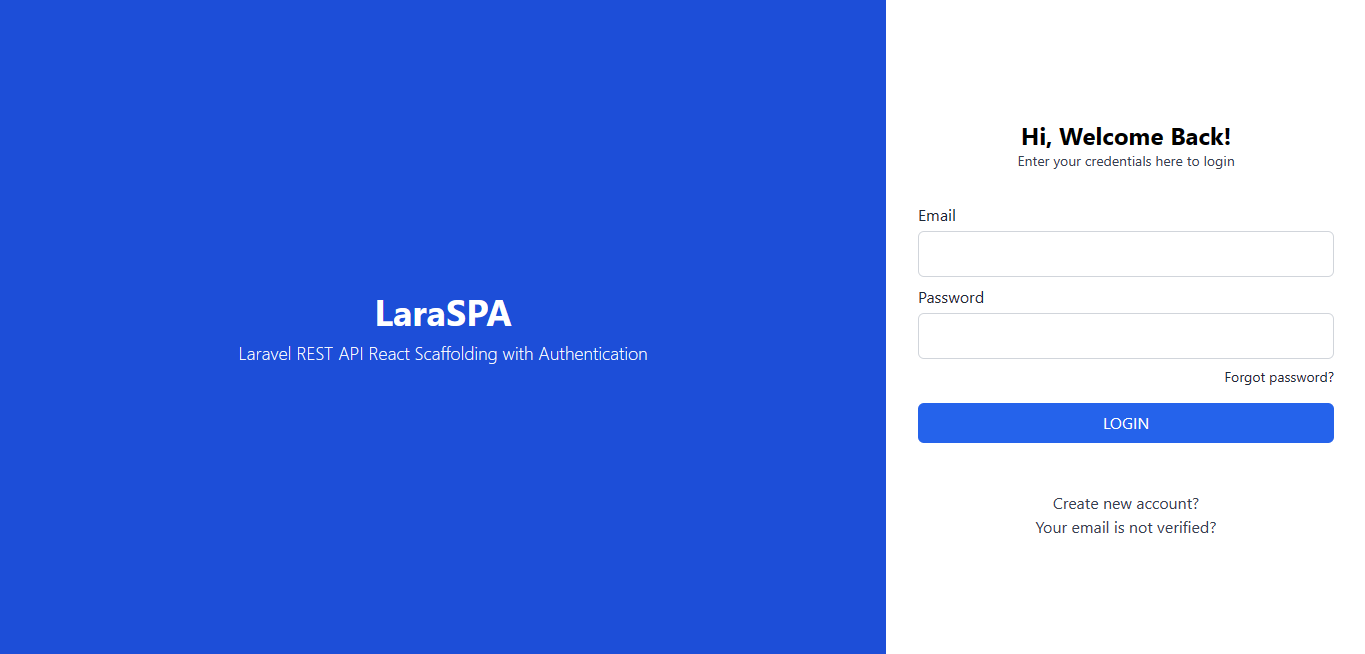 LaraSPA
Laravel REST API React Scaffolding with Authentication
Hi, Welcome Back!
Enter your credentials here to login
Email
Password
Forgot password?
LOGIN
Create new account?
Your email is not verified?